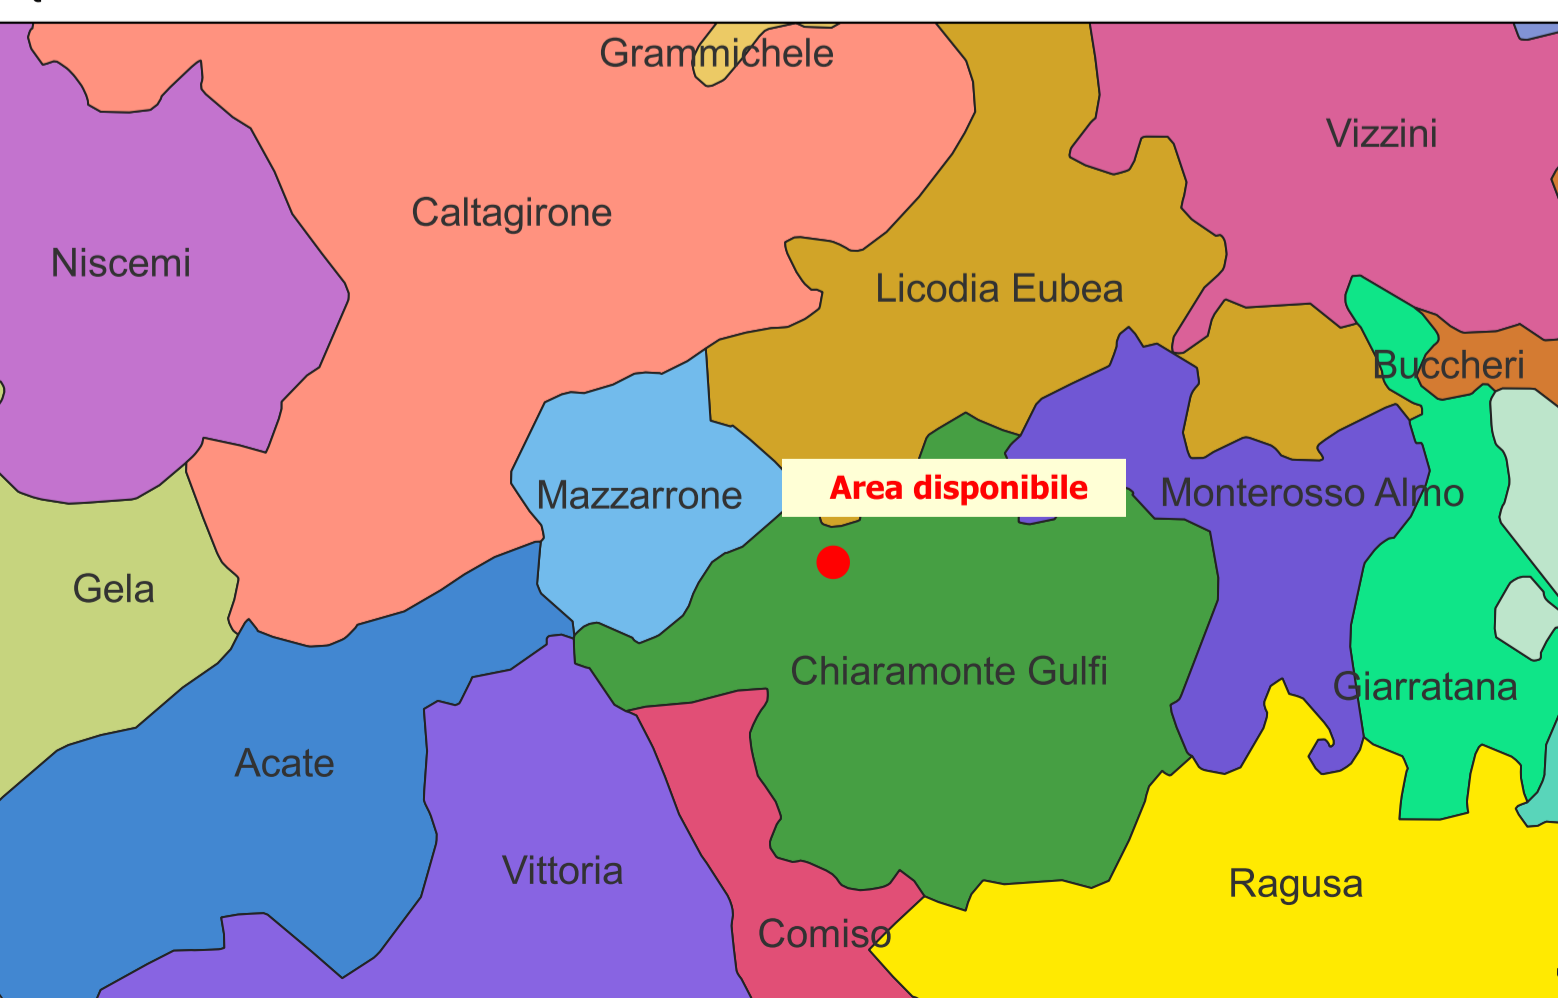 Grammichele
Vizzini
Caltagirone
Niscemi
Licodia Eubea
Buccheri
Area disponibile
Mazzarrone
Monterosso Almo
Gela
Chiaramonte Gulfi
Giarratana
Acate
Vittoria
Ragusa
Comiso